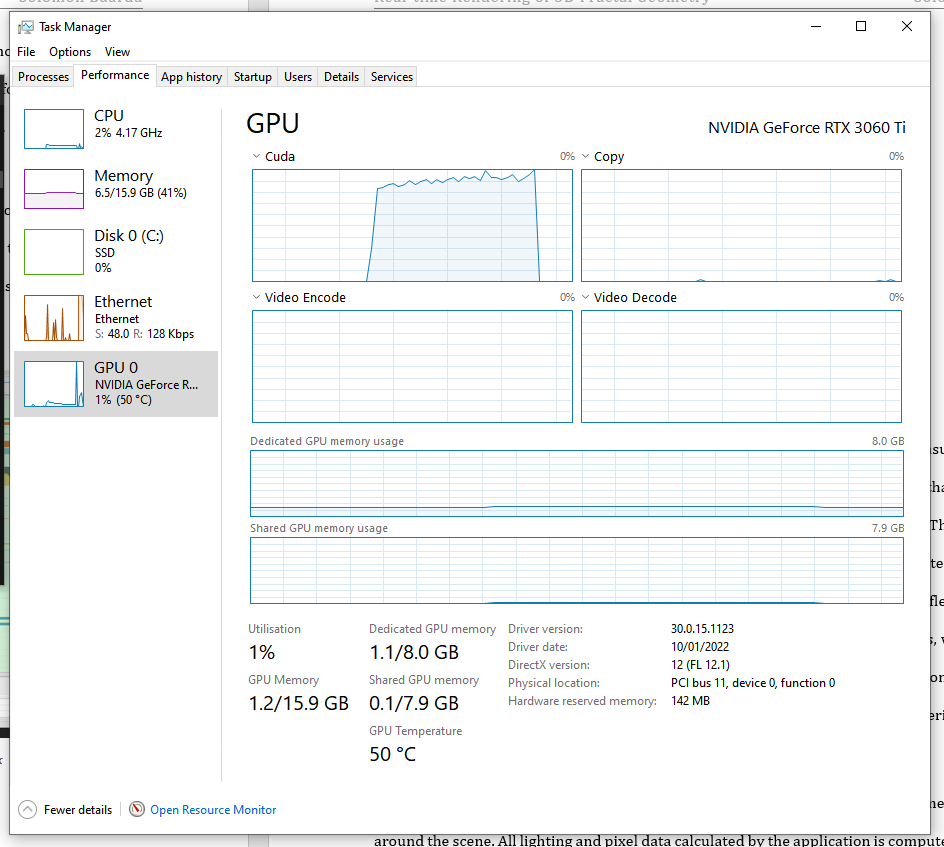 Solomon Baarda
Real-time Rendering of 3D Fractal Geometry
Task Manager
File Options View
Processes Performance App history Startup Users Details Services
CPU
2% 4.17 GHz
Memory
6.5/15.9 GB (41%)
Disk 0 (C:)
SSD
0%
Ethernet
Ethernet
S: 48.0 R: 128 Kbps
GPU 0
NVIDIA GeForce R...
1% (50 °C)
GPU
NVIDIA GeForce RTX 3060 Ti
Cuda 0% Copy 0%
Video Encode 0% Video Decode 0%
Dedicated GPU memory usage 8.0 GB
Shared GPU memory usage 7.9 GB
Utilisation
1%
Dedicated GPU memory
1.1/8.0 GB
GPU Memory
1.2/15.9 GB
Shared GPU memory
0.1/7.9 GB
GPU Temperature
50 °C
Driver version: 30.0.15.1123
Driver date: 10/01/2022
DirectX version: 12 (FL 12.1)
Physical location: PCI bus 11, device 0, function 0
Hardware reserved memory: 142 MB
Fewer details Open Resource Monitor
around the scene. All lighting and pixel data calculated by the application is compute